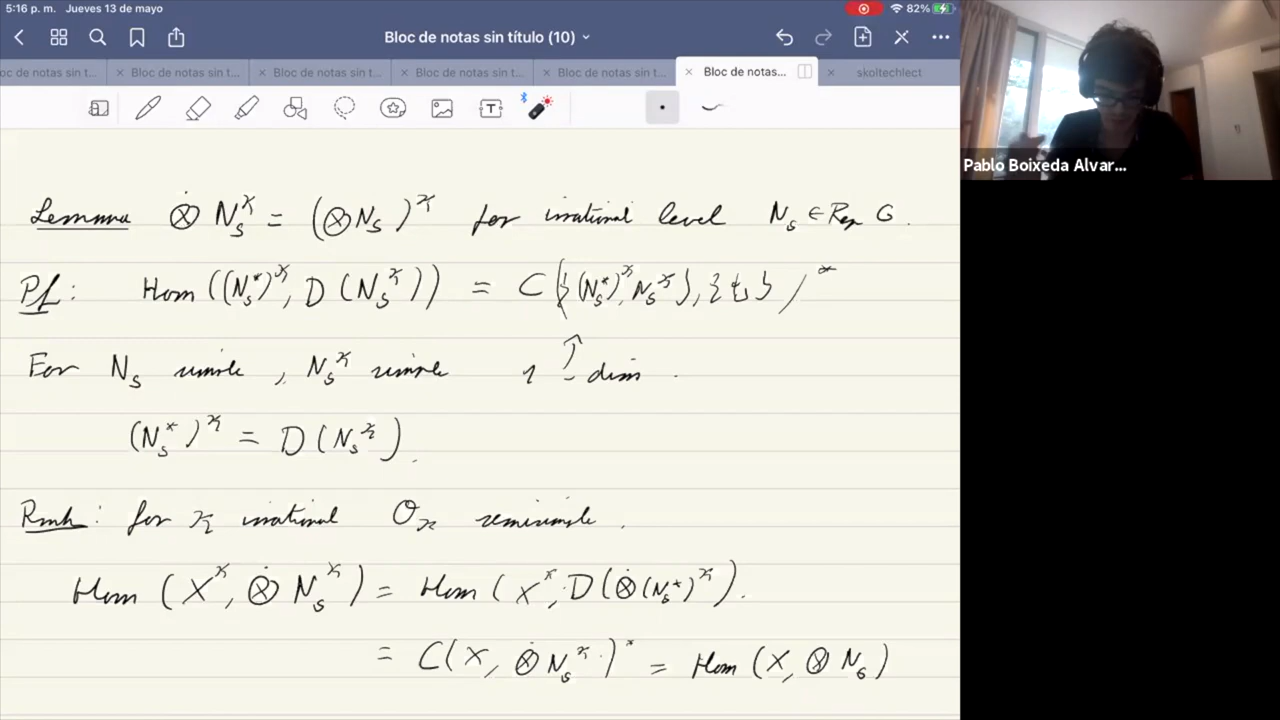 5:16 p. m. Jueves 13 de mayo
82%
Bloc de notas sin título (10)
oc de notas sin t...
Bloc de notas sin t...
Bloc de notas sin t...
Bloc de notas sin t...
Bloc de notas sin t...
Bloc de notas...
skoltechlect
Pablo Boixeda Alvar...
Lemma ⊗̇ N_s^ϰ = (⊗ N_s)^ϰ for irrational level N_s ∈ Rep G.
Pf: Hom((N_s^*)^ϰ, D(N_s^ϰ)) = C({(N_s^*)^ϰ, N_s^ϰ}, {t_s})^*
For N_s simple, N_s^ϰ simple 1-dim.
(N_s^*)^ϰ = D(N_s^ϰ).
Rmk: for ϰ irrational O_ϰ semisimple.
Hom(X^ϰ, ⊗̇ N_s^ϰ) = Hom(X^ϰ, D(⊗̇(N_s^*)^ϰ).
= C(X, ⊗̇ N_s^ϰ)^* = Hom(X, ⊗ N_s)